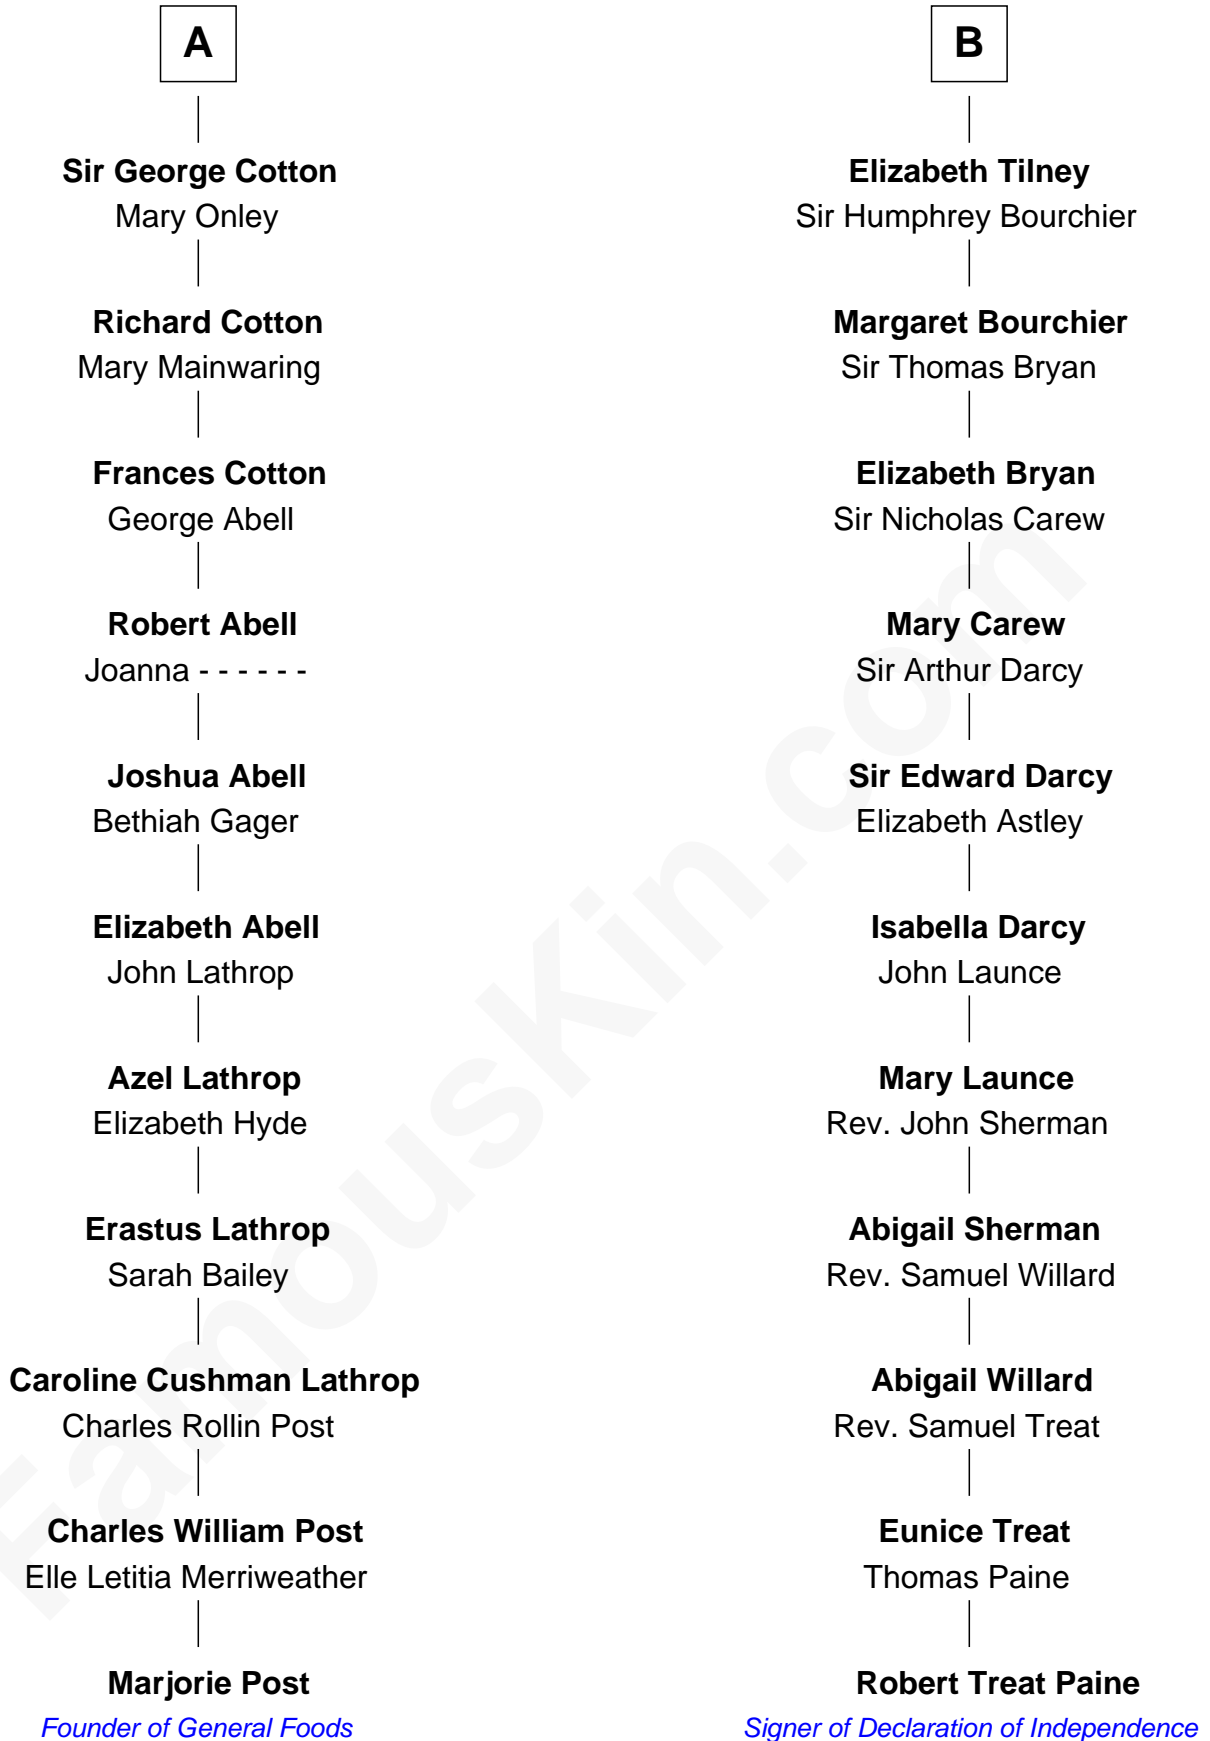 A
Sir George Cotton
Mary Onley
Richard Cotton
Mary Mainwaring
Frances Cotton
George Abell
Robert Abell
Joanna - - - - - -
Joshua Abell
Bethiah Gager
Elizabeth Abell
John Lathrop
Azel Lathrop
Elizabeth Hyde
Erastus Lathrop
Sarah Bailey
Caroline Cushman Lathrop
Charles Rollin Post
Charles William Post
Elle Letitia Merriweather
Marjorie Post
Founder of General Foods
B
Elizabeth Tilney
Sir Humphrey Bourchier
Margaret Bourchier
Sir Thomas Bryan
Elizabeth Bryan
Sir Nicholas Carew
Mary Carew
Sir Arthur Darcy
Sir Edward Darcy
Elizabeth Astley
Isabella Darcy
John Launce
Mary Launce
Rev. John Sherman
Abigail Sherman
Rev. Samuel Willard
Abigail Willard
Rev. Samuel Treat
Eunice Treat
Thomas Paine
Robert Treat Paine
Signer of Declaration of Independence
FamousKin.com